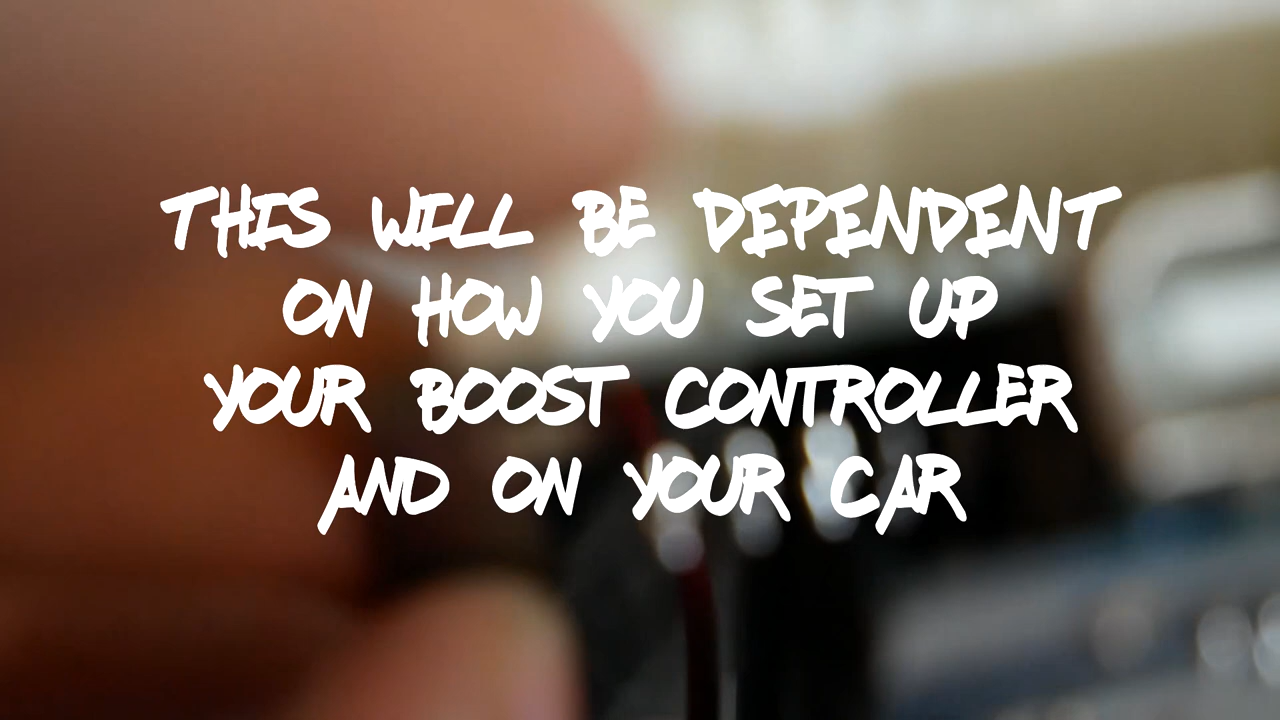 THIS WILL BE DEPENDENT
ON HOW YOU SET UP
YOUR BOOST CONTROLLER
AND ON YOUR CAR